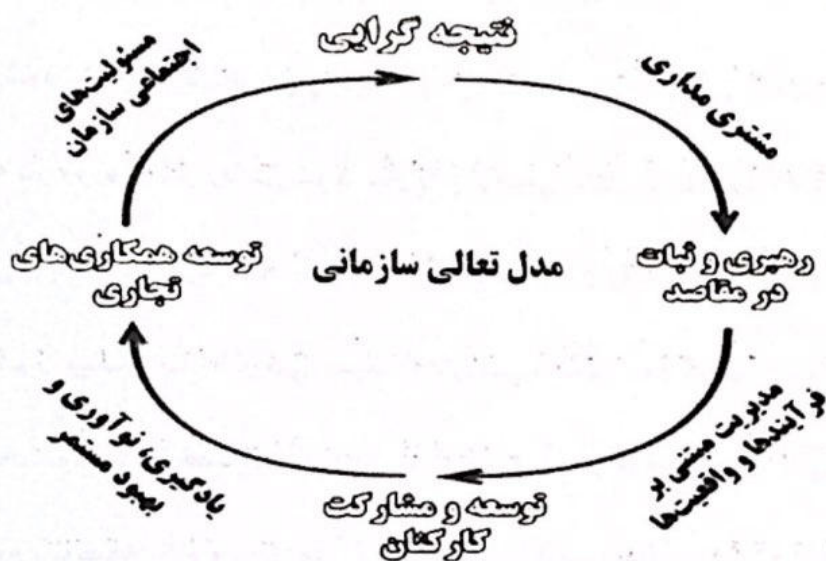 نتیجه گرایی
مشتری مداری
رهبری و ثبات
در مقاصد
مدیریت مبتنی بر
فرآیندها و واقعیت‌ها
توسعه و مشارکت
کارکنان
یادگیری، نوآوری و
بهبود مستمر
توسعه همکاری‌های
تجاری
مسئولیت‌های
اجتماعی سازمان
مدل تعالی سازمانی